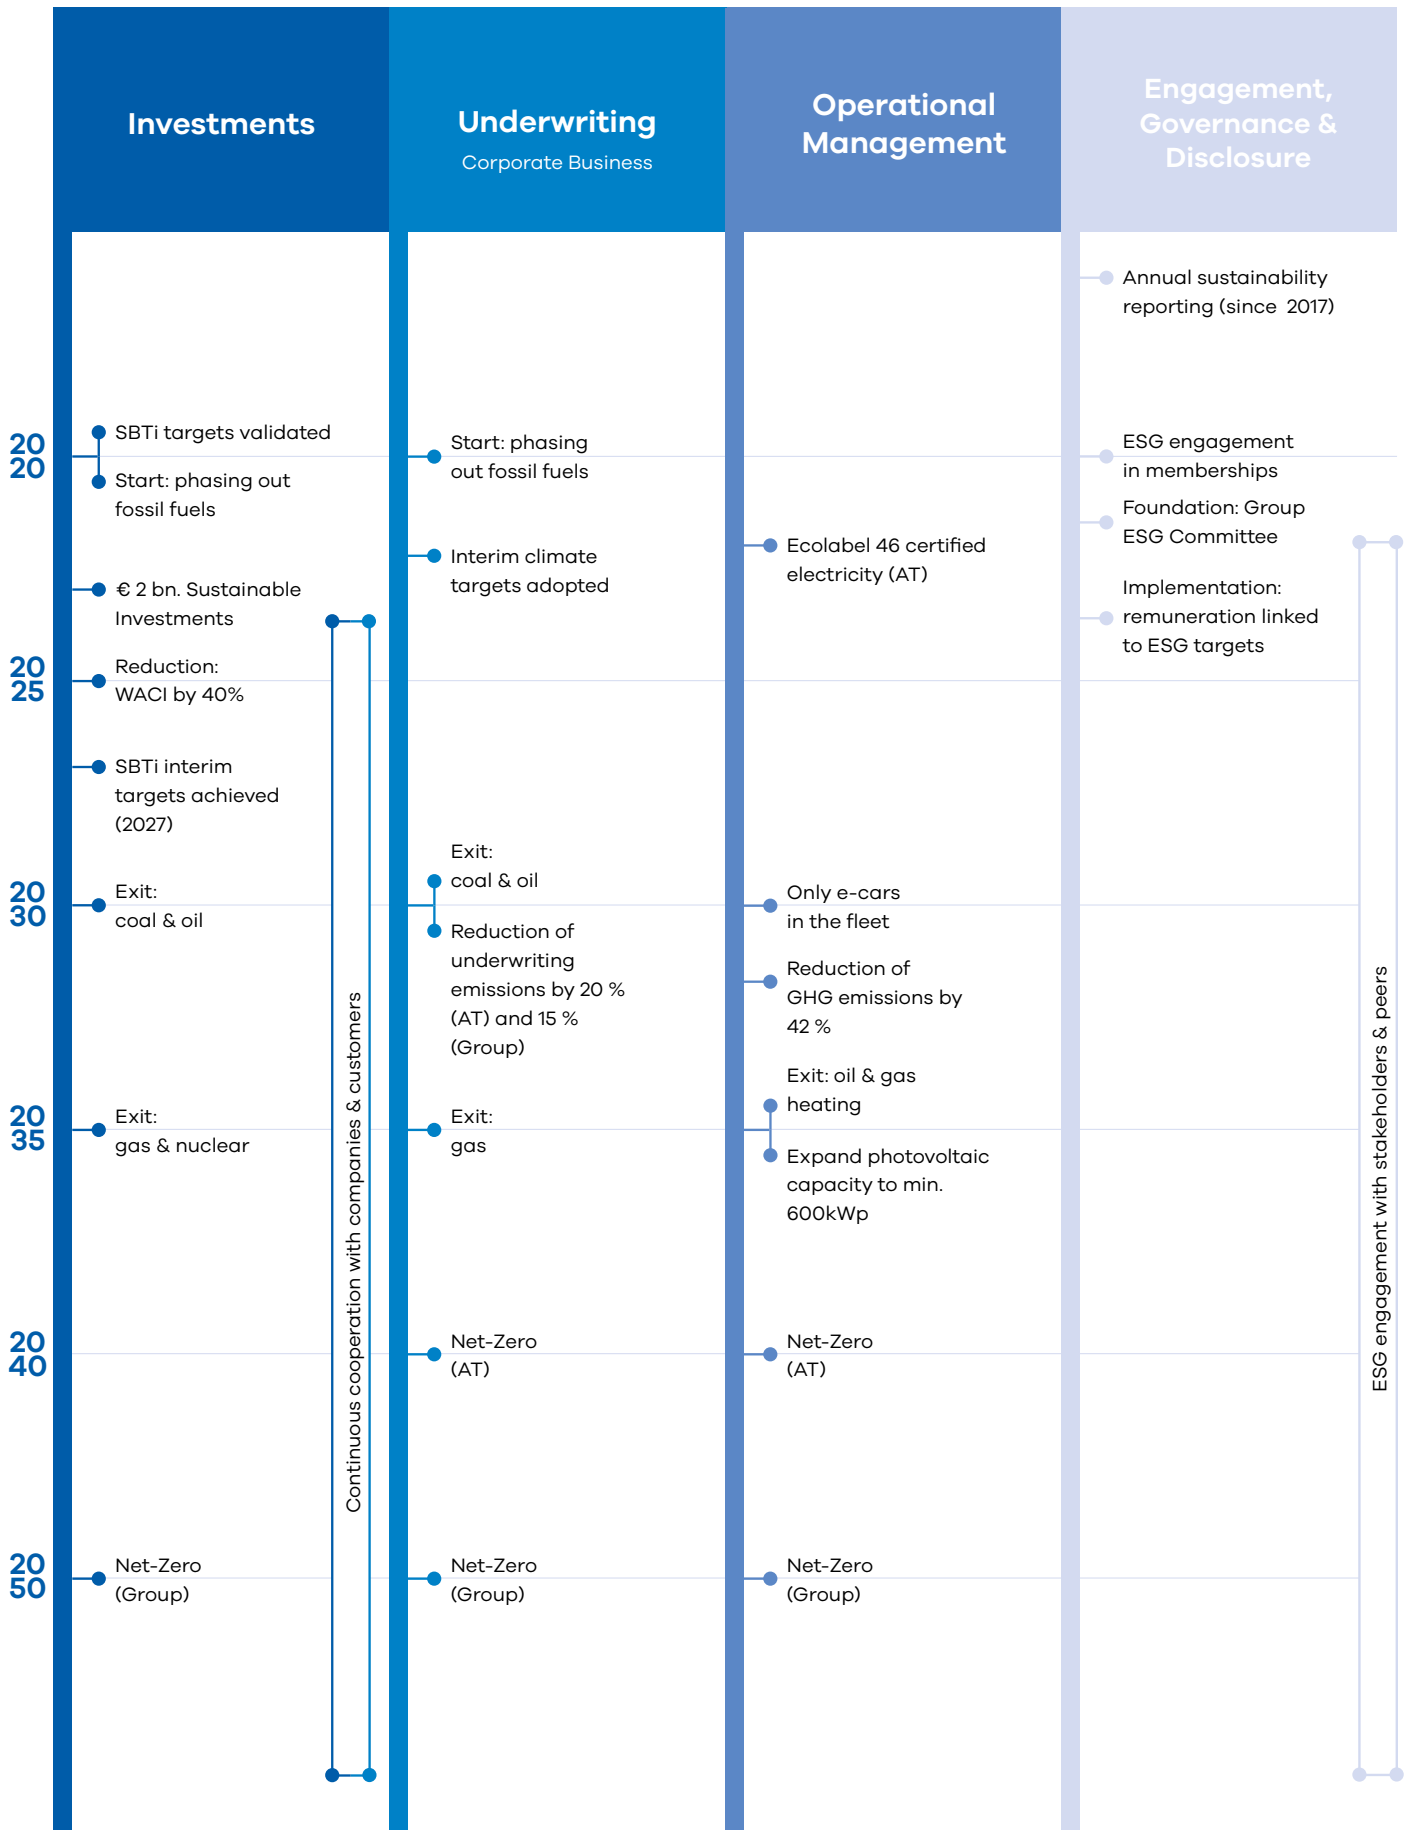 Investments
Underwriting
Corporate Business
Operational
Management
Engagement,
Governance &
Disclosure
Annual sustainability
reporting (since 2017)
20
20
SBTi targets validated
Start: phasing out
fossil fuels
Start: phasing
out fossil fuels
ESG engagement
in memberships
Foundation: Group
ESG Committee
Interim climate
targets adopted
Ecolabel 46 certified
electricity (AT)
€ 2 bn. Sustainable
Investments
Implementation:
remuneration linked
to ESG targets
20
25
Reduction:
WACI by 40%
SBTi interim
targets achieved
(2027)
20
30
Exit:
coal & oil
Exit:
coal & oil
Reduction of
underwriting
emissions by 20 %
(AT) and 15 %
(Group)
Only e-cars
in the fleet
Reduction of
GHG emissions by
42 %
20
35
Exit:
gas & nuclear
Exit:
gas
Exit: oil & gas
heating
Expand photovoltaic
capacity to min.
600kWp
Continuous cooperation with companies & customers
ESG engagement with stakeholders & peers
20
40
Net-Zero
(AT)
Net-Zero
(AT)
20
50
Net-Zero
(Group)
Net-Zero
(Group)
Net-Zero
(Group)